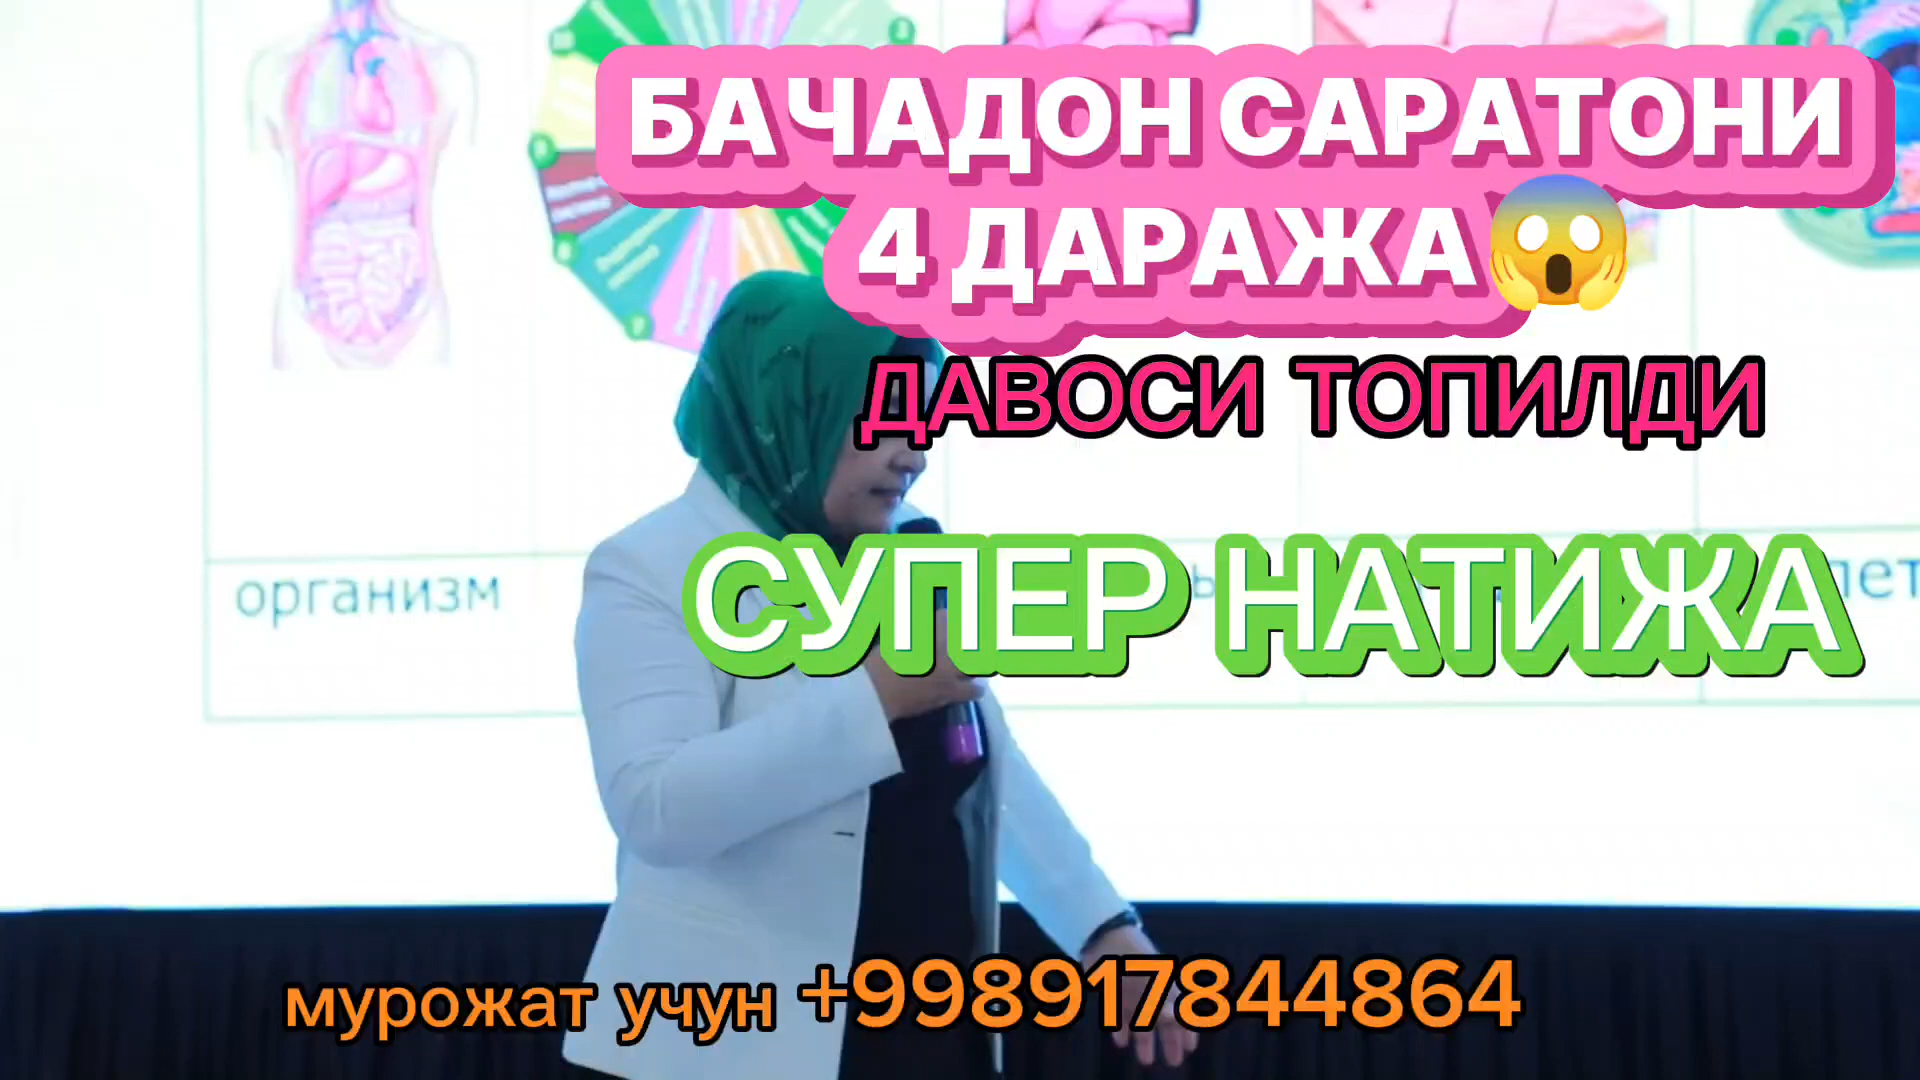 БАЧАДОН САРАТОНИ
4 ДАРАЖА
ДАВОСИ ТОПИЛДИ
СУПЕР НАТИЖА
организм
мурожат учун +998917844864